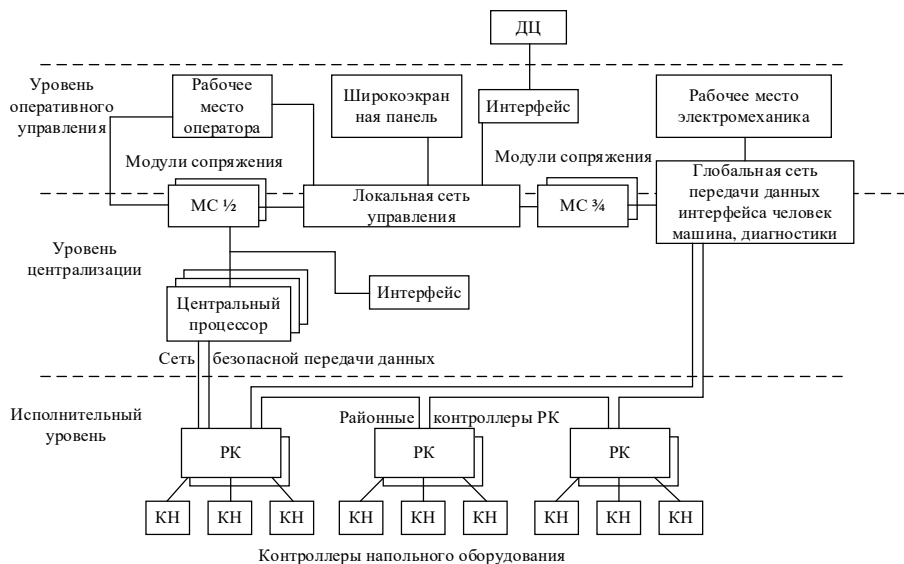 ДЦ
Уровень
оперативного
управления
Рабочее
место
оператора
Широкоэкран
ная панель
Интерфейс
Рабочее место
электромеханика
Модули сопряжения
Модули сопряжения
МС ½
Локальная сеть
управления
МС ¾
Глобальная сеть
передачи данных
интерфейса человек
машина, диагностики
Уровень
централизации
Центральный
процессор
Интерфейс
Сеть безопасной передачи данных
Исполнительный
уровень
Районные контроллеры РК
РК
РК
РК
КН КН КН КН КН КН КН КН КН
Контроллеры напольного оборудования